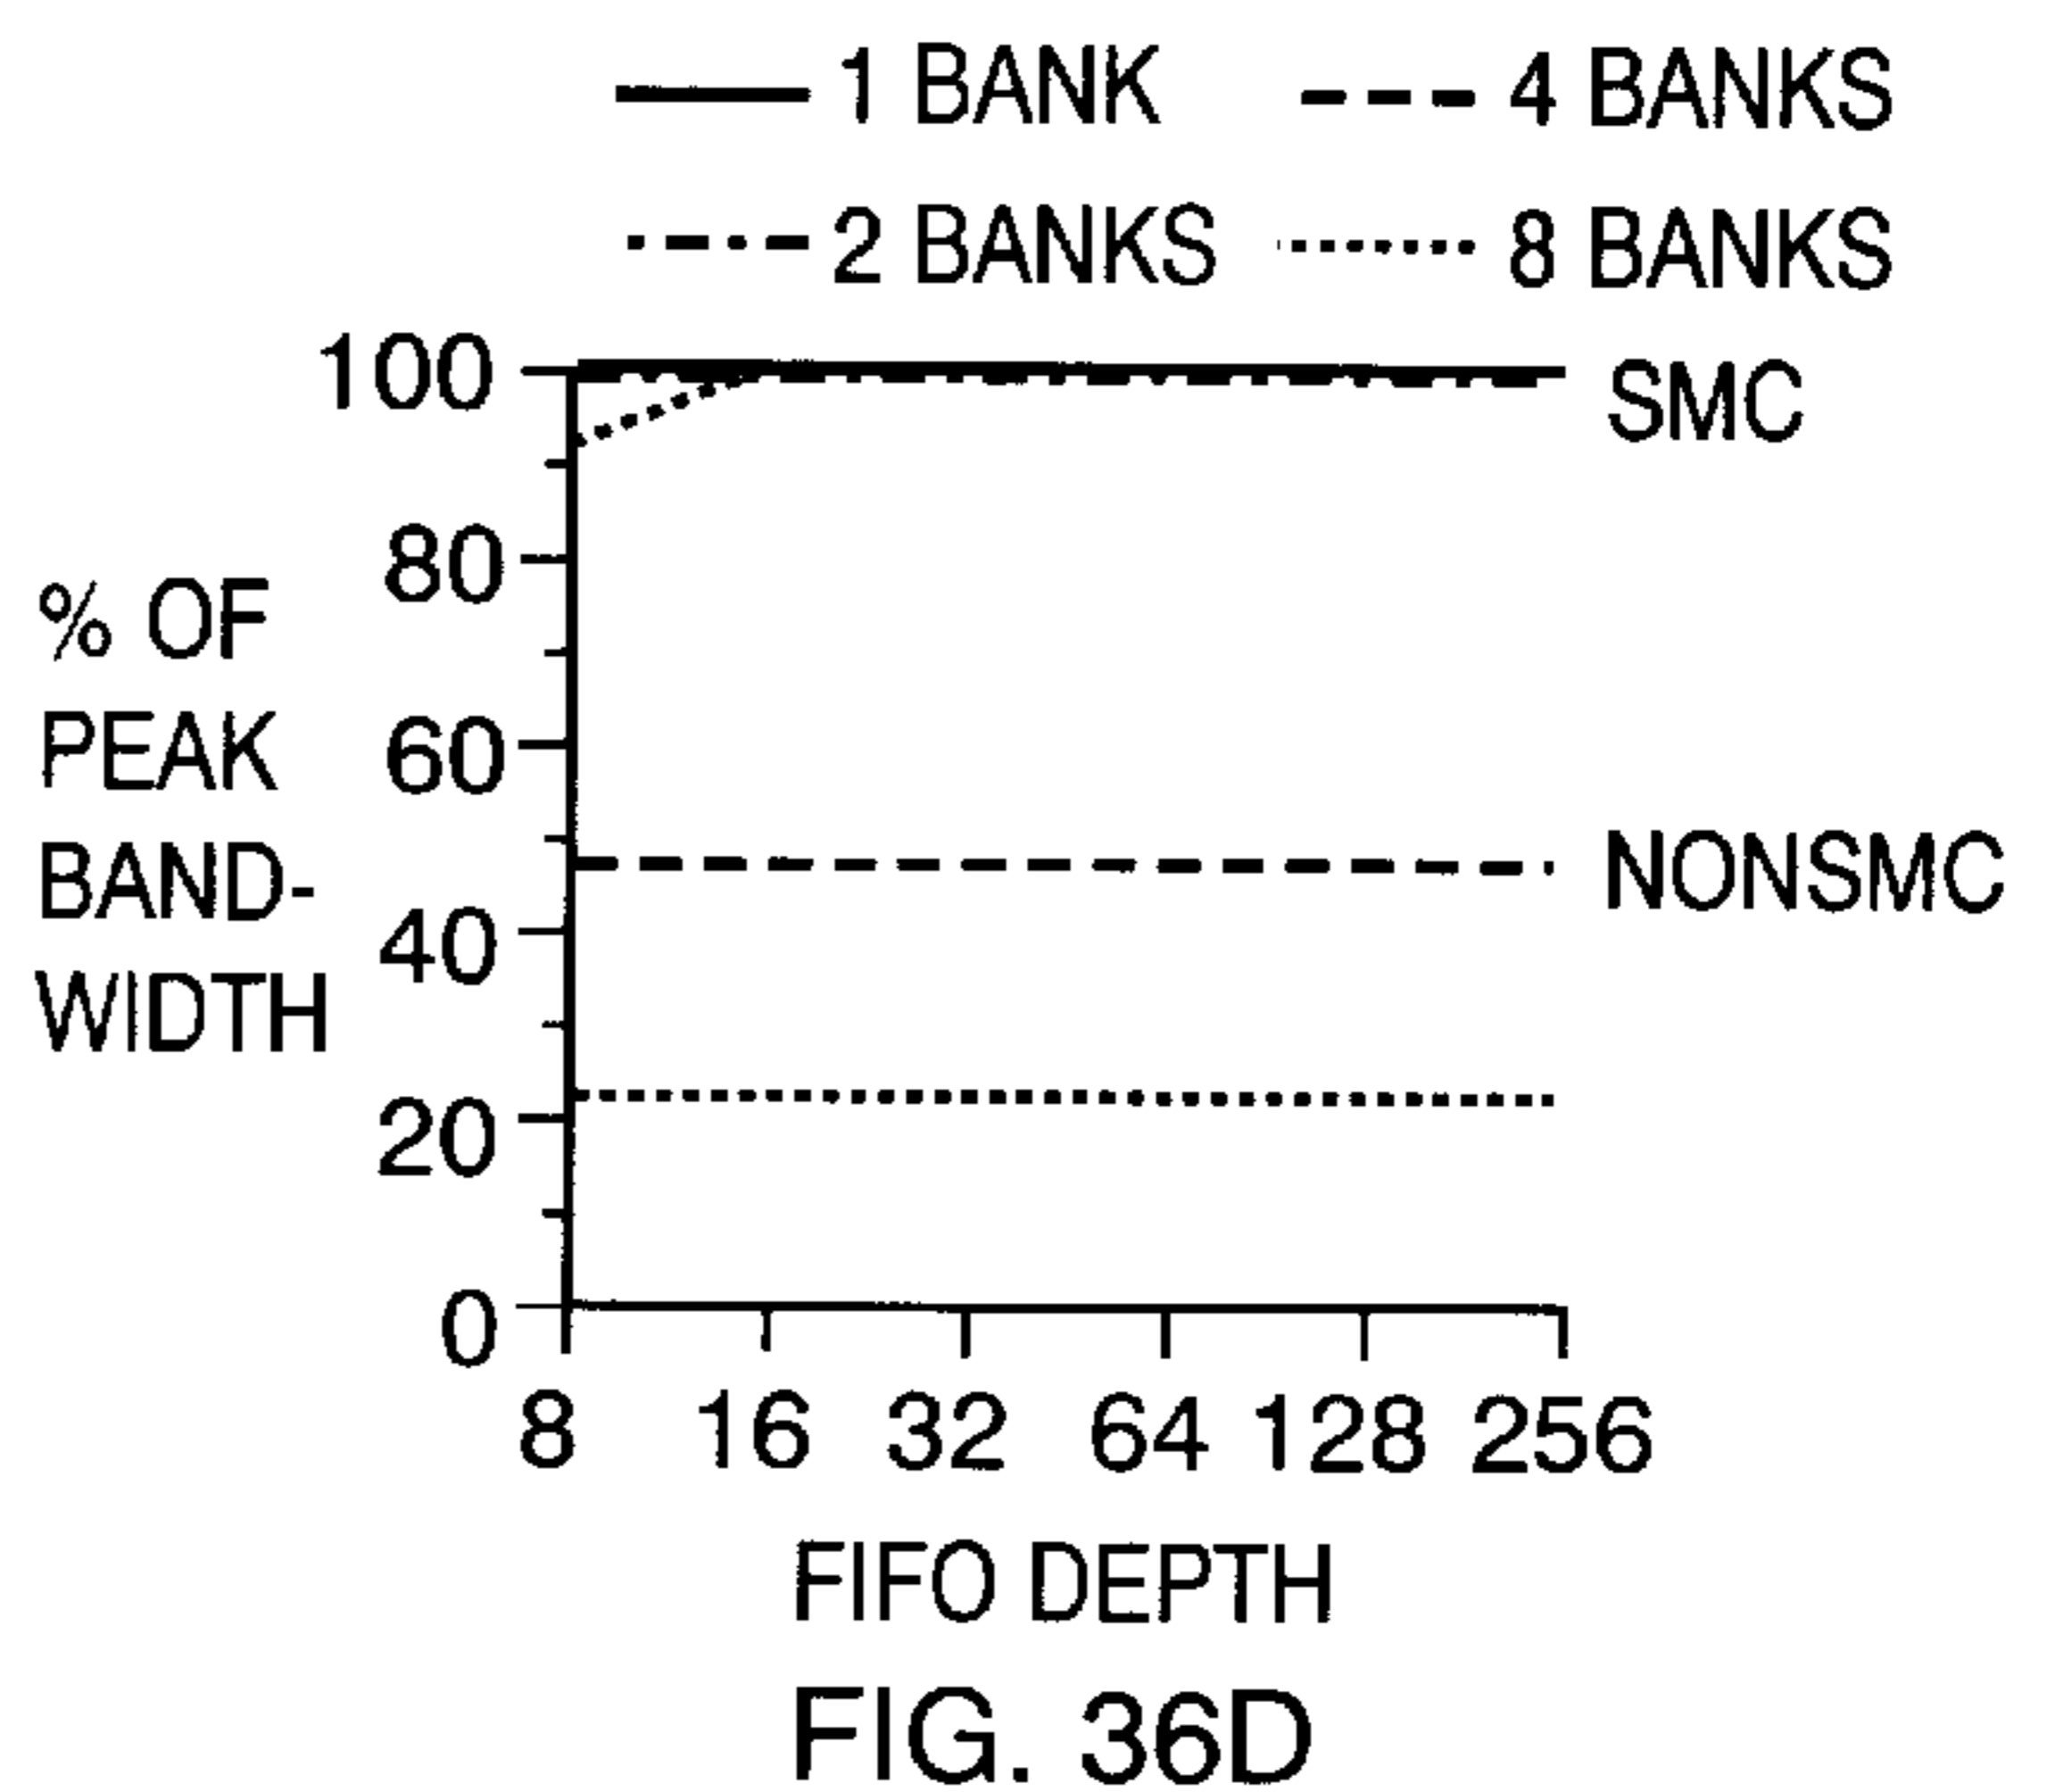 1 BANK
4 BANKS
2 BANKS
8 BANKS
100
80
60
40
20
0
% OF
PEAK
BAND-
WIDTH
SMC
NONSMC
8 16 32 64 128 256
FIFO DEPTH
FIG. 36D